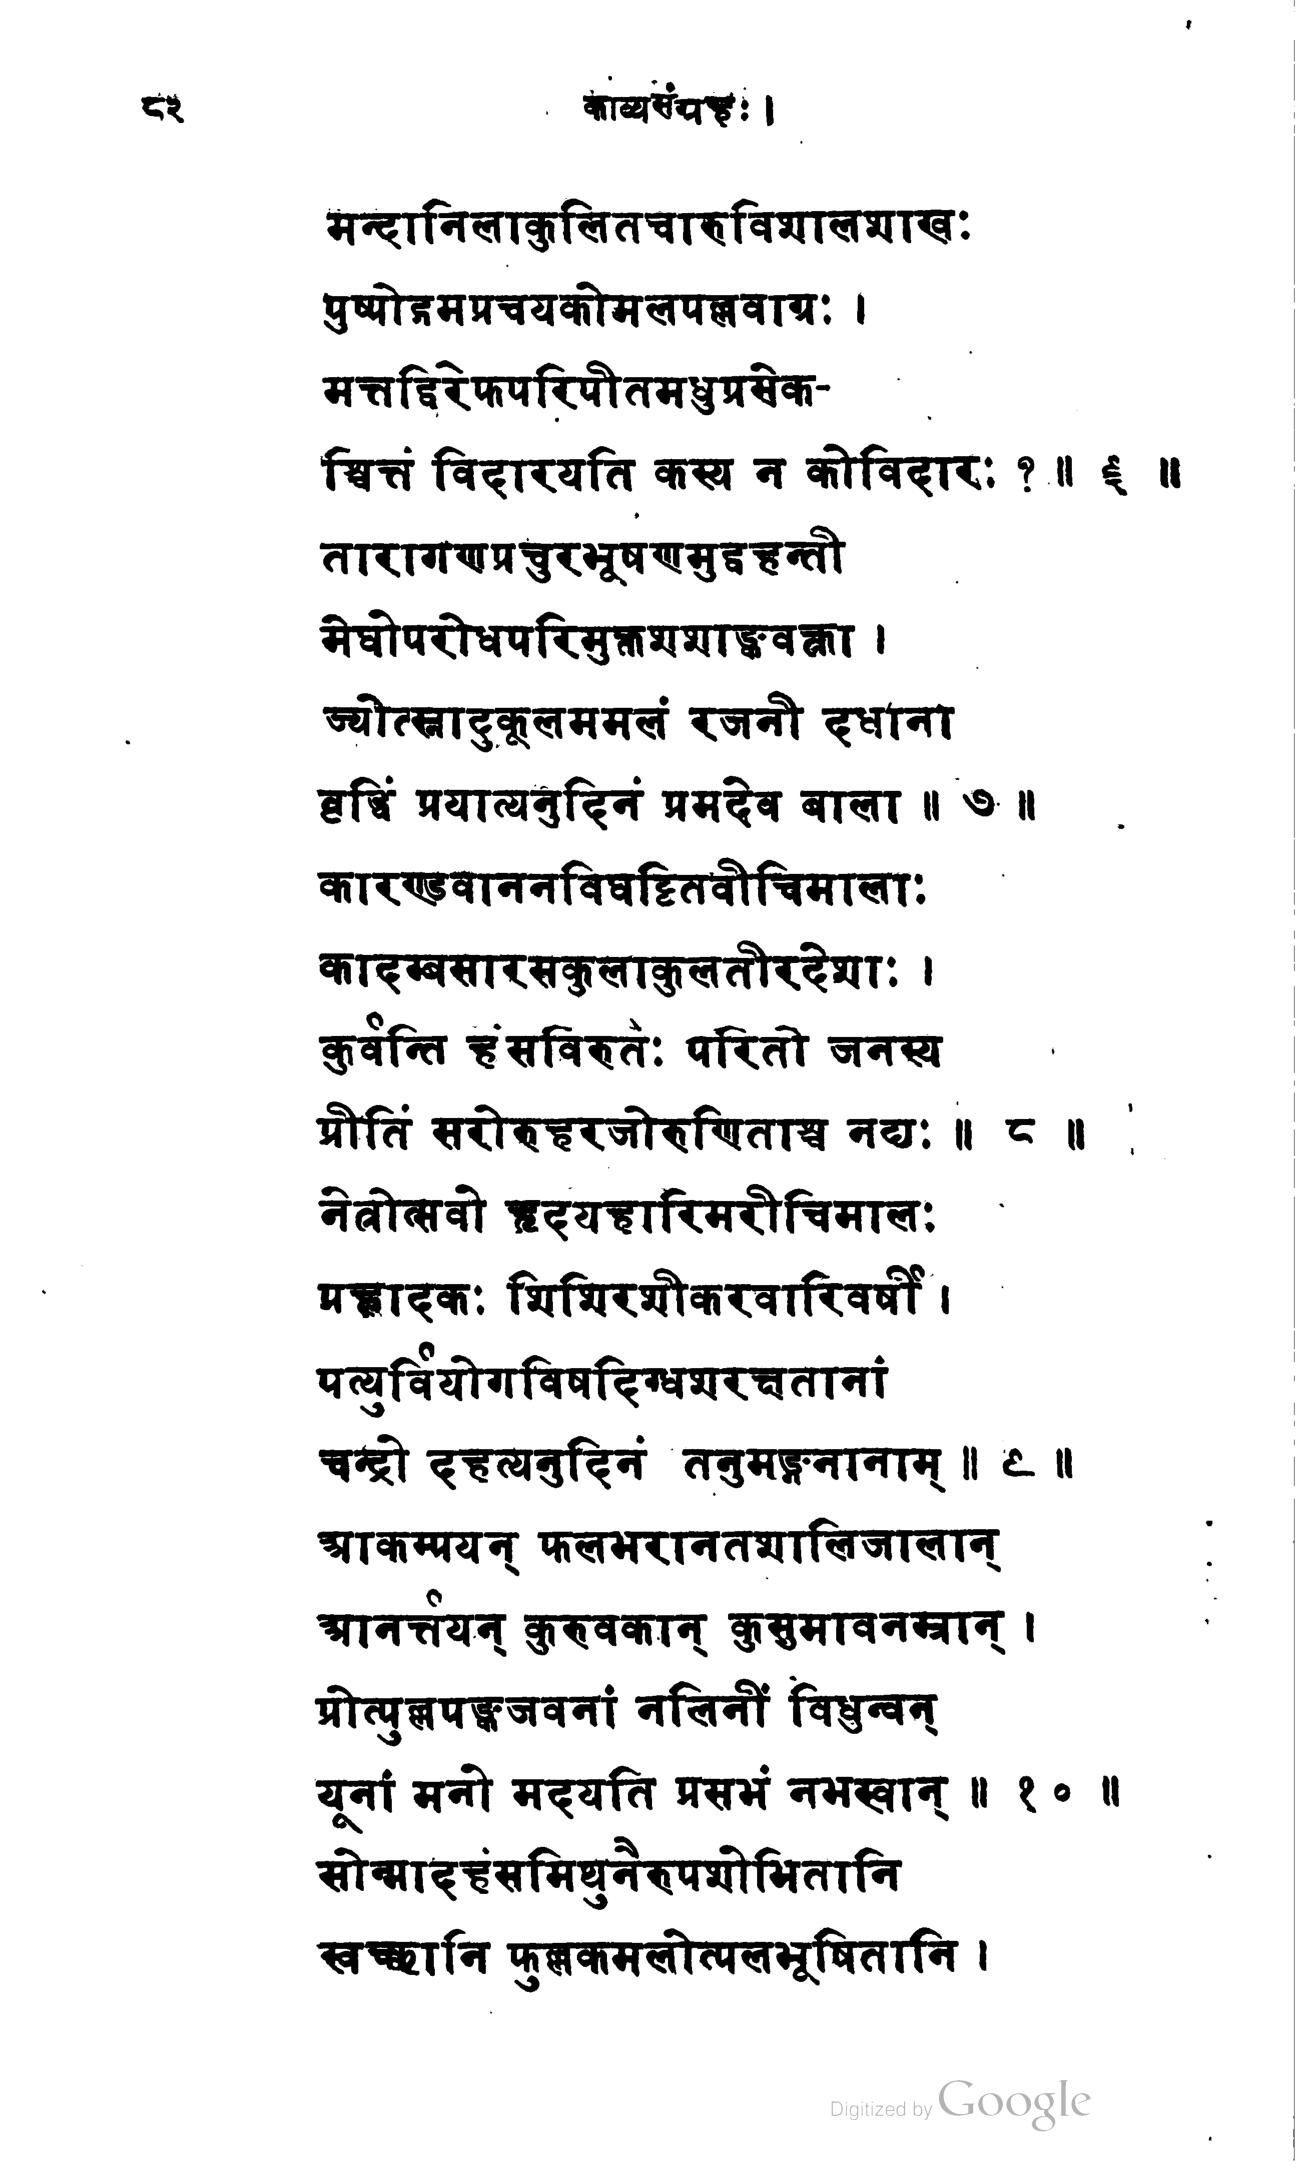 ८२ काव्यसंग्रहः ।
मन्दानिलाकुलितचारुविशालशाखः
पुष्पोद्गमप्रचयकोमलपल्लवाग्रः ।
मत्तद्विरेफपरिपीतमधुप्रसेक-
श्चित्तं विदारयति कस्य न कोविदारः १ ॥ ६ ॥
तारागणप्रचुरभूषणमुद्वहन्ती
मेघोपरोधपरिमुक्तशशाङ्कवक्त्रा ।
ज्योत्स्नादुकूलममलं रजनी दधाना
वृद्धिं प्रयात्यनुदिनं प्रमदेव बाला ॥ ७ ॥
कारण्डवाननविघट्टितवीचिमालाः
कादम्बसारसकुलाकुलतीरदेशाः ।
कुर्वन्ति हंसविरुतैः परितो जनस्य
प्रीतिं सरोरुहरजोरुणिताश्च नद्यः ॥ ८ ॥
नेत्रोत्सवो हृदयहारिमरीचिमालः
प्रह्लादकः शिशिरशीकरवारिवर्षी ।
पत्युर्वियोगविषदिग्धशरक्षतानां
चन्द्रो दहत्यनुदिनं तनुमङ्गनानाम् ॥ ९ ॥
आकम्पयन् फलभरानतशालिजालान्
आनर्त्तयन् कुरुवकान् कुसुमावनम्रान् ।
प्रोत्फुल्लपङ्कजवनां नलिनीं विधुन्वन्
यूनां मनो मदयति प्रसभं नभस्वान् ॥ १० ॥
सोन्मादहंसमिथुनैरुपशोभितानि
स्वच्छानि फुल्लकमलोत्पलभूषितानि ।
Digitized by Google